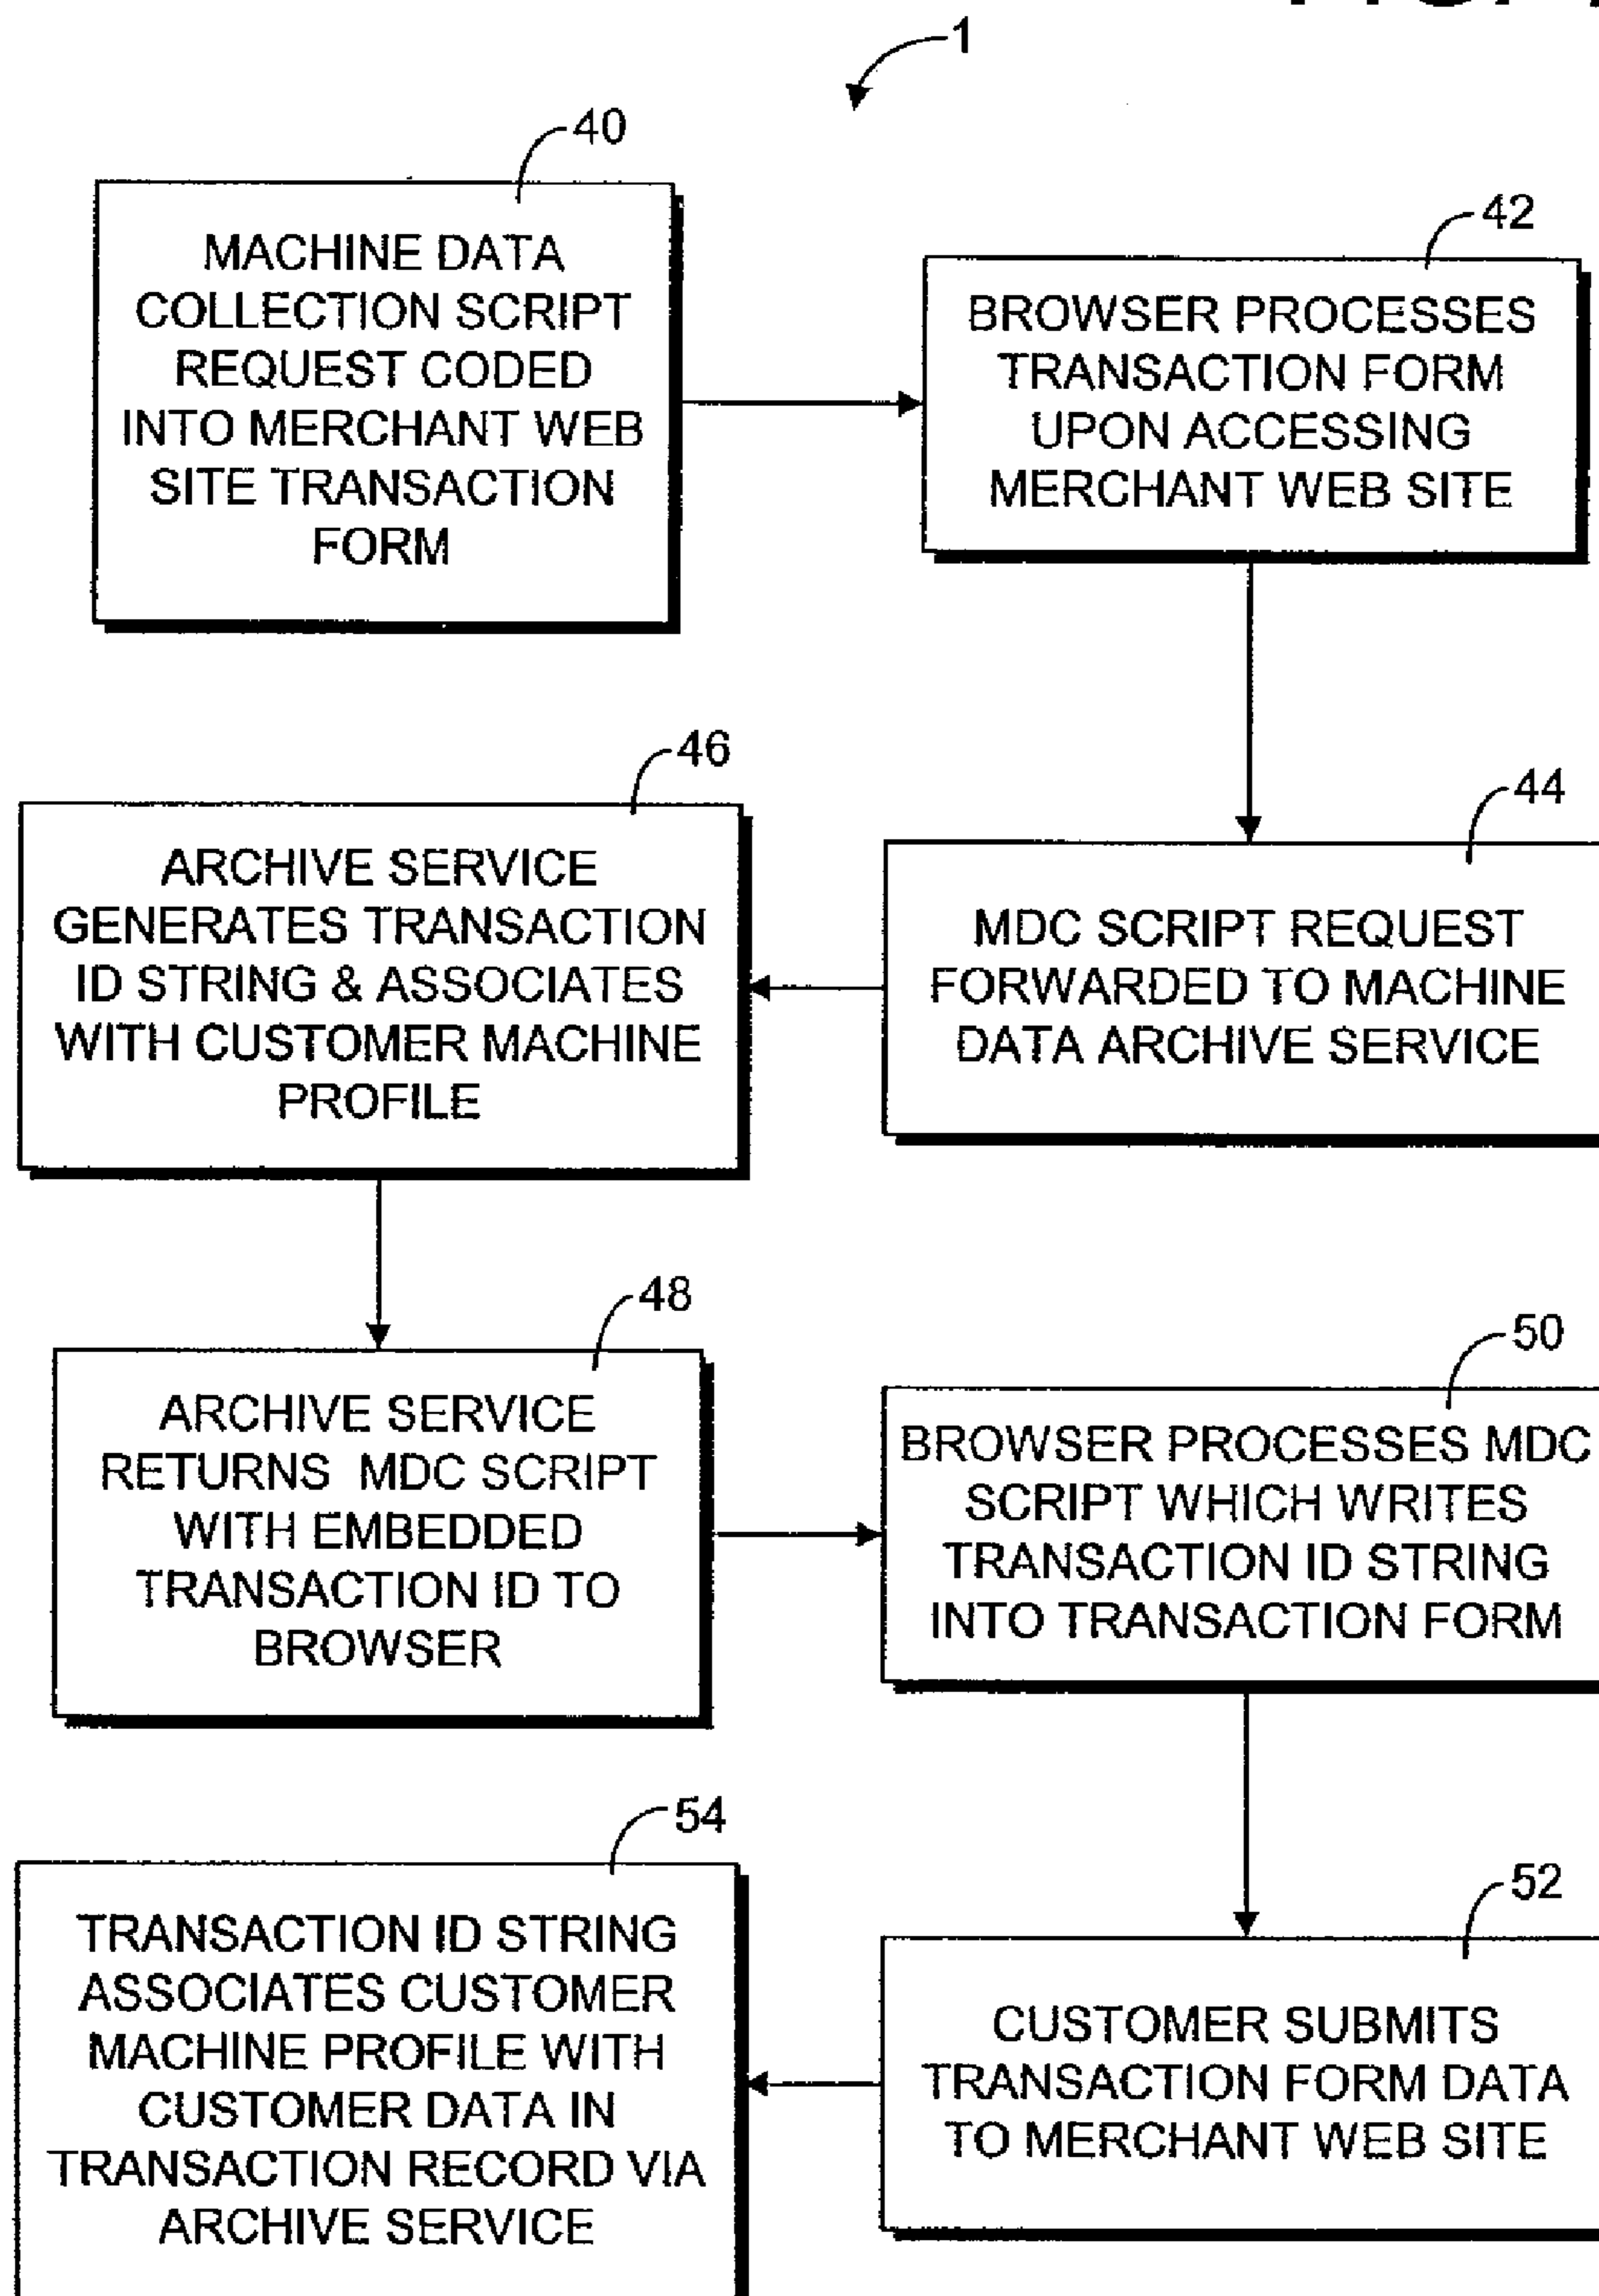 1
40
MACHINE DATA
COLLECTION SCRIPT
REQUEST CODED
INTO MERCHANT WEB
SITE TRANSACTION
FORM
42
BROWSER PROCESSES
TRANSACTION FORM
UPON ACCESSING
MERCHANT WEB SITE
44
MDC SCRIPT REQUEST
FORWARDED TO MACHINE
DATA ARCHIVE SERVICE
46
ARCHIVE SERVICE
GENERATES TRANSACTION
ID STRING & ASSOCIATES
WITH CUSTOMER MACHINE
PROFILE
48
ARCHIVE SERVICE
RETURNS MDC SCRIPT
WITH EMBEDDED
TRANSACTION ID TO
BROWSER
50
BROWSER PROCESSES MDC
SCRIPT WHICH WRITES
TRANSACTION ID STRING
INTO TRANSACTION FORM
52
CUSTOMER SUBMITS
TRANSACTION FORM DATA
TO MERCHANT WEB SITE
54
TRANSACTION ID STRING
ASSOCIATES CUSTOMER
MACHINE PROFILE WITH
CUSTOMER DATA IN
TRANSACTION RECORD VIA
ARCHIVE SERVICE